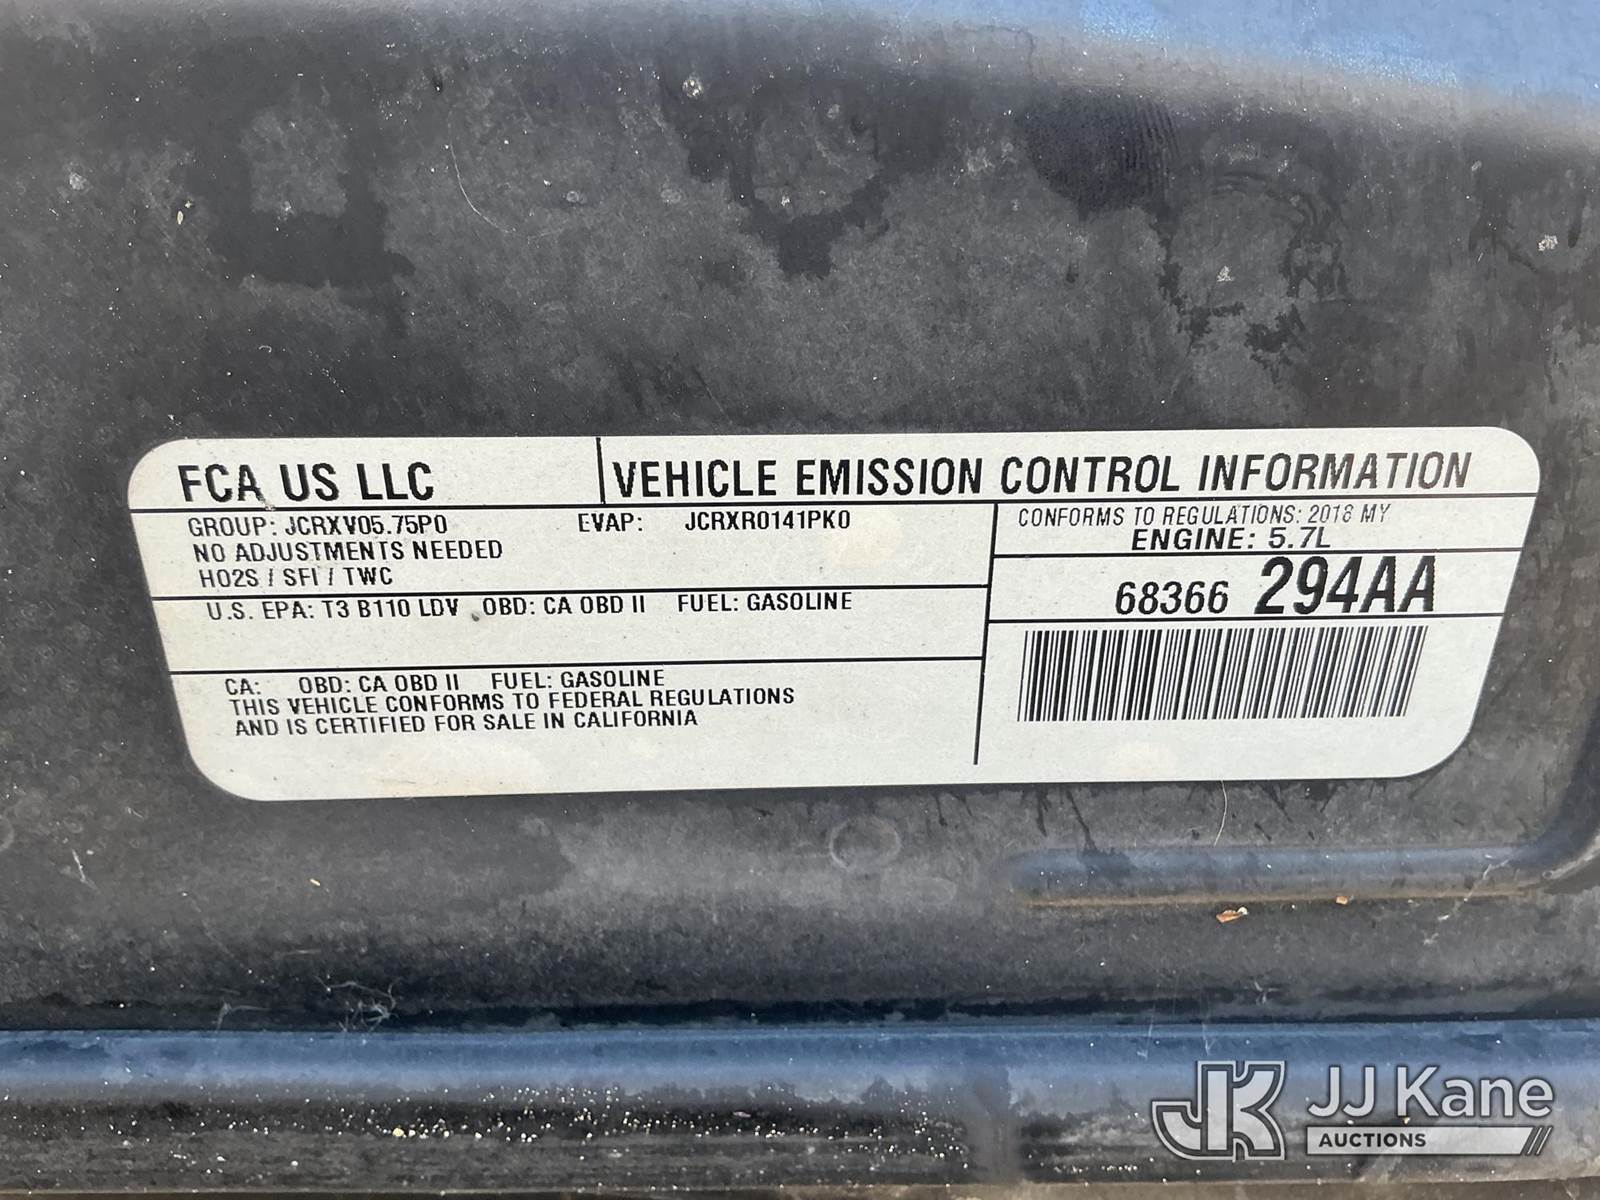 FCA US LLC VEHICLE EMISSION CONTROL INFORMATION
GROUP: JCRXV05.75P0 EVAP: JCRXR0141PK0
NO ADJUSTMENTS NEEDED
HO2S / SFI / TWC
CONFORMS TO REGULATIONS: 2018 MY
ENGINE: 5.7L
68366 294AA
U.S. EPA: T3 B110 LDV OBD: CA OBD II FUEL: GASOLINE
CA: OBD: CA OBD II FUEL: GASOLINE
THIS VEHICLE CONFORMS TO FEDERAL REGULATIONS
AND IS CERTIFIED FOR SALE IN CALIFORNIA
JK JJ Kane
AUCTIONS